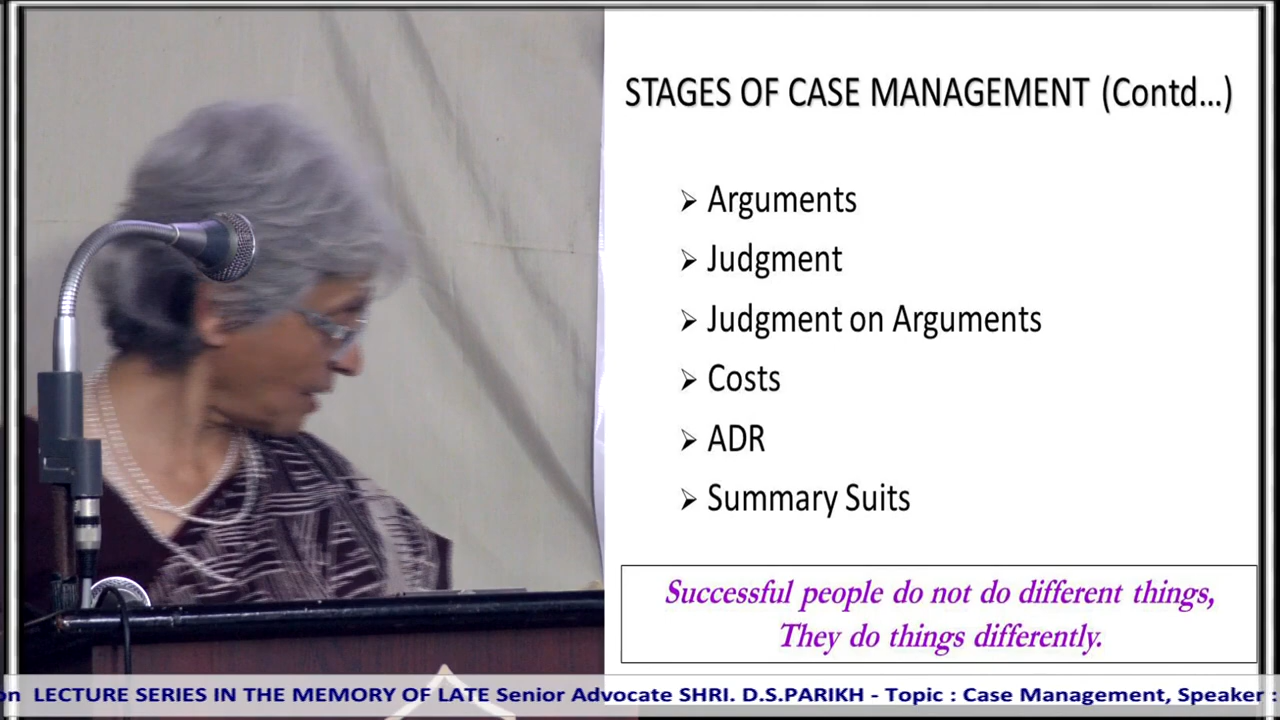 STAGES OF CASE MANAGEMENT (Contd...)
Arguments
Judgment
Judgment on Arguments
Costs
ADR
Summary Suits
Successful people do not do different things,
They do things differently.
on LECTURE SERIES IN THE MEMORY OF LATE Senior Advocate SHRI. D.S.PARIKH - Topic : Case Management, Speaker :